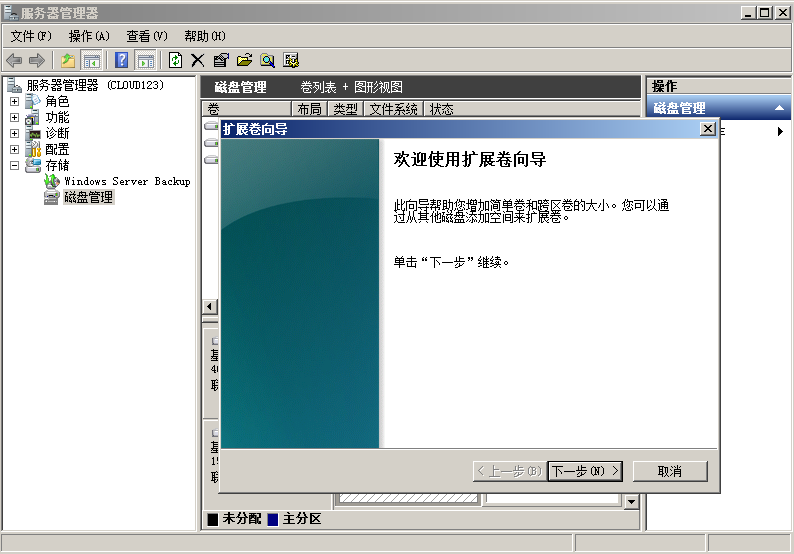 服务器管理器
文件(F) 操作(A) 查看(V) 帮助(H)
服务器管理器 (CLOUD123)
角色
功能
诊断
配置
存储
Windows Server Backup
磁盘管理
磁盘管理 卷列表 + 图形视图
卷 布局 类型 文件系统 状态
操作
磁盘管理
扩展卷向导
欢迎使用扩展卷向导
此向导帮助您增加简单卷和跨区卷的大小。您可以通
过从其他磁盘添加空间来扩展卷。
单击“下一步”继续。
< 上一步(B) 下一步(N) > 取消
未分配 主分区